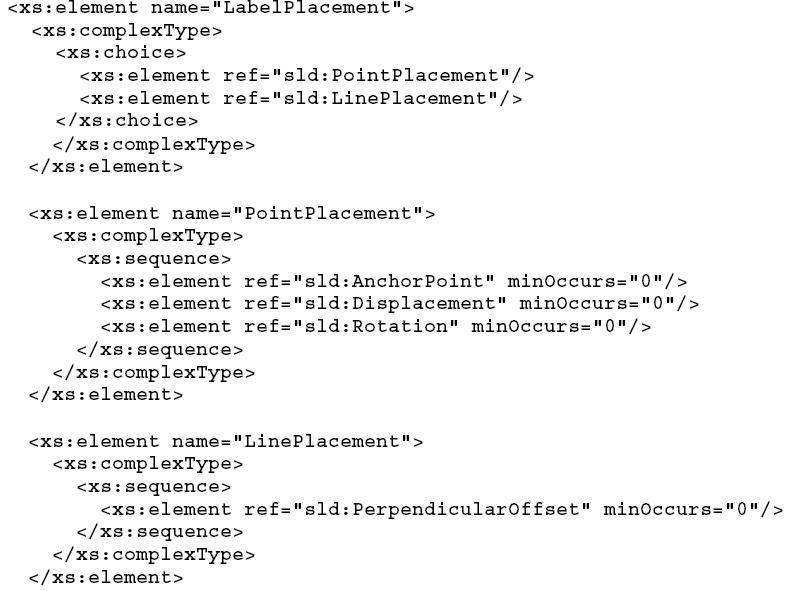 <xs:element name="LabelPlacement">
<xs:complexType>
<xs:choice>
<xs:element ref="sld:PointPlacement"/>
<xs:element ref="sld:LinePlacement"/>
</xs:choice>
</xs:complexType>
</xs:element>
<xs:element name="PointPlacement">
<xs:complexType>
<xs:sequence>
<xs:element ref="sld:AnchorPoint" minOccurs="0"/>
<xs:element ref="sld:Displacement" minOccurs="0"/>
<xs:element ref="sld:Rotation" minOccurs="0"/>
</xs:sequence>
</xs:complexType>
</xs:element>
<xs:element name="LinePlacement">
<xs:complexType>
<xs:sequence>
<xs:element ref="sld:PerpendicularOffset" minOccurs="0"/>
</xs:sequence>
</xs:complexType>
</xs:element>